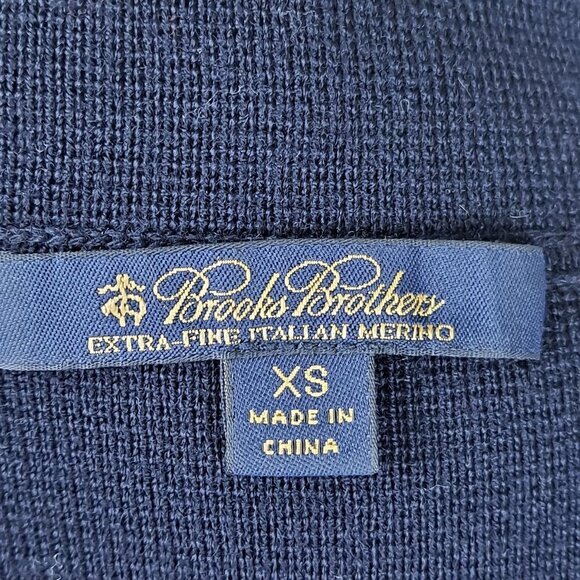 Brooks Brothers
EXTRA-FINE ITALIAN MERINO
XS
MADE IN
CHINA